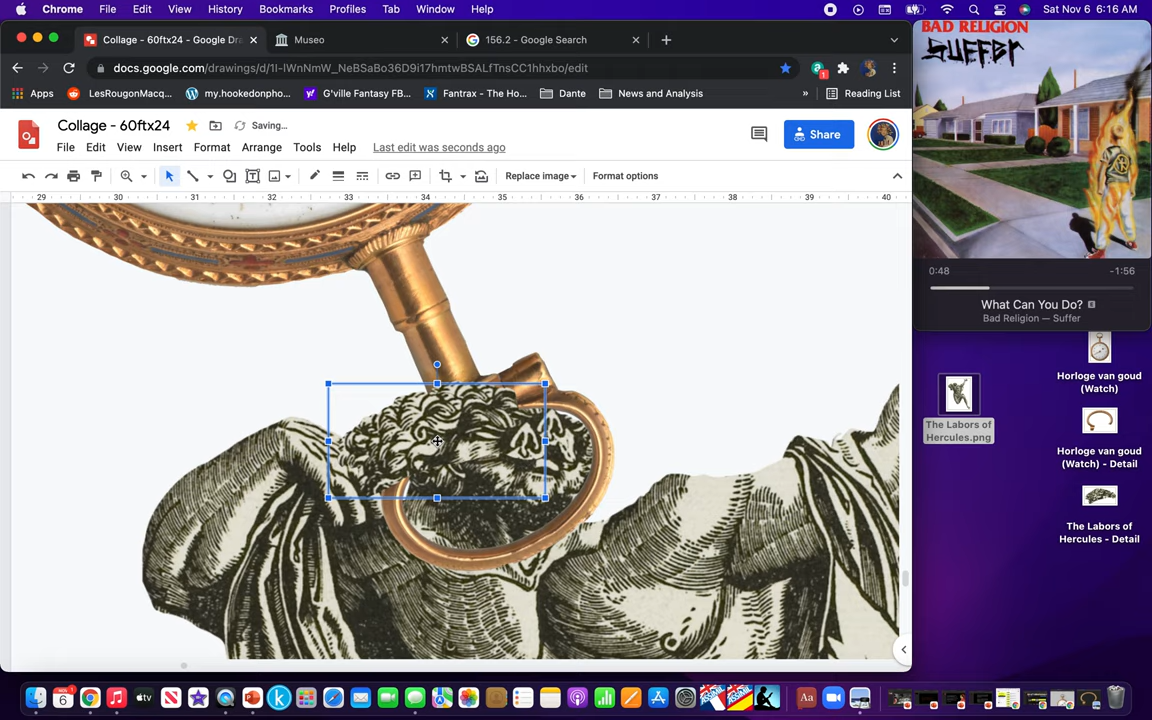 Chrome File Edit View History Bookmarks Profiles Tab Window Help Sat Nov 6 6:16 AM
Collage - 60ftx24 - Google Dra Museo 156.2 - Google Search
docs.google.com/drawings/d/1I-IWnNmW_NeBSaBo36D9i17hmtwBSALfTnsCC1hhxbo/edit
Apps LesRougonMacq... my.hookedonpho... G'ville Fantasy FB... Fantrax - The Ho... Dante News and Analysis » Reading List
Collage - 60ftx24 Saving... Share
File Edit View Insert Format Arrange Tools Help Last edit was seconds ago
Replace image Format options
29 30 31 32 33 34 35 36 37 38 39 40
BAD RELIGION
SUFFER
0:48 -1:56
What Can You Do? E
Bad Religion — Suffer
Horloge van goud
(Watch)
The Labors of
Hercules.png
Horloge van goud
(Watch) - Detail
The Labors of
Hercules - Detail